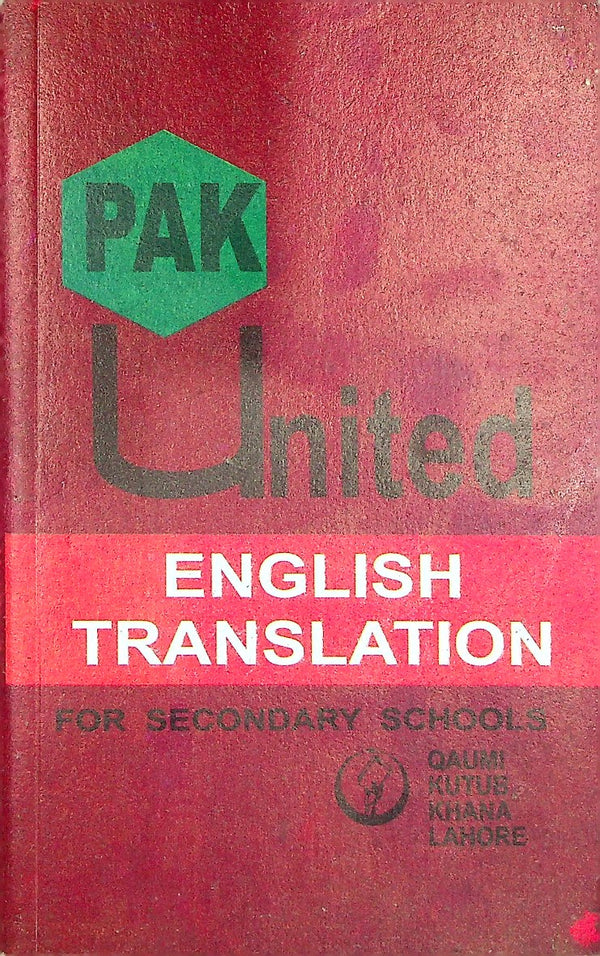 PAK
United
ENGLISH
TRANSLATION
FOR SECONDARY SCHOOLS
QAUMI
KUTUB
KHANA
LAHORE